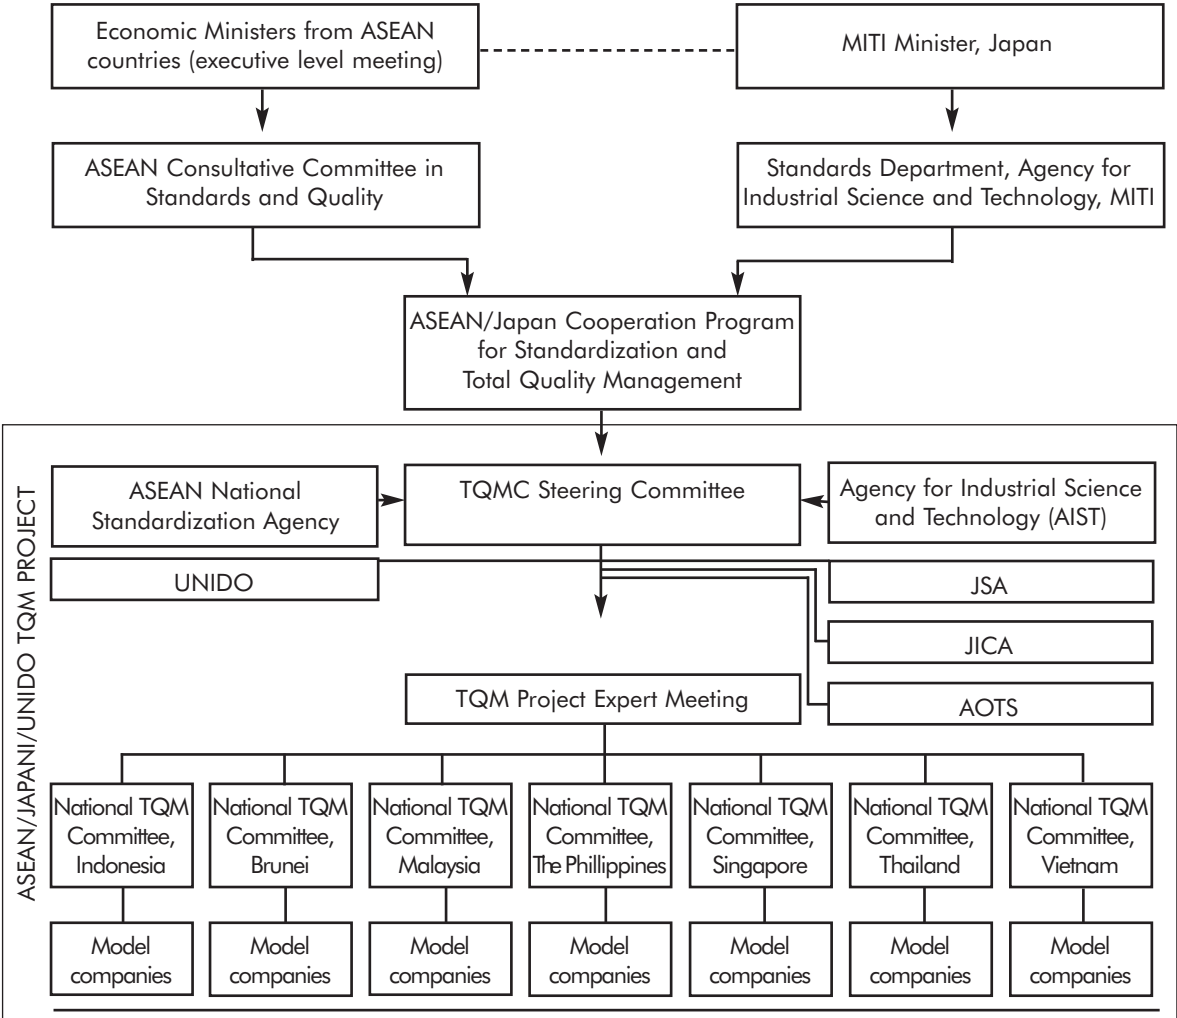 Economic Ministers from ASEAN
countries (executive level meeting)
MITI Minister, Japan
ASEAN Consultative Committee in
Standards and Quality
Standards Department, Agency for
Industrial Science and Technology, MITI
ASEAN/Japan Cooperation Program
for Standardization and
Total Quality Management
ASEAN/JAPANI/UNIDO TQM PROJECT
ASEAN National
Standardization Agency
TQMC Steering Committee
Agency for Industrial Science
and Technology (AIST)
UNIDO
JSA
JICA
TQM Project Expert Meeting
AOTS
National TQM
Committee,
Indonesia
National TQM
Committee,
Brunei
National TQM
Committee,
Malaysia
National TQM
Committee,
The Phillippines
National TQM
Committee,
Singapore
National TQM
Committee,
Thailand
National TQM
Committee,
Vietnam
Model
companies
Model
companies
Model
companies
Model
companies
Model
companies
Model
companies
Model
companies